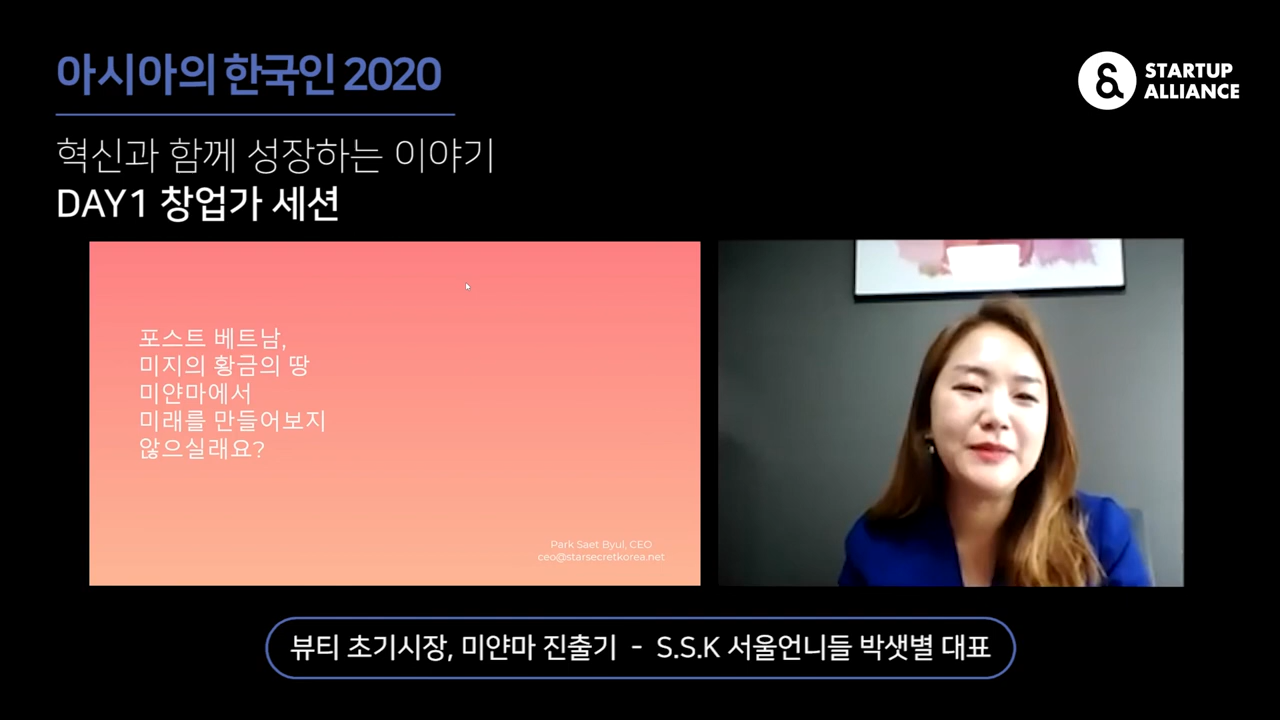 아시아의 한국인 2020
STARTUP
ALLIANCE
혁신과 함께 성장하는 이야기
DAY1 창업가 세션
포스트 베트남,
미지의 황금의 땅
미얀마에서
미래를 만들어보지
않으실래요?
Park Saet Byul, CEO
ceo@starsecretkorea.net
뷰티 초기시장, 미얀마 진출기 - S.S.K 서울언니들 박샛별 대표